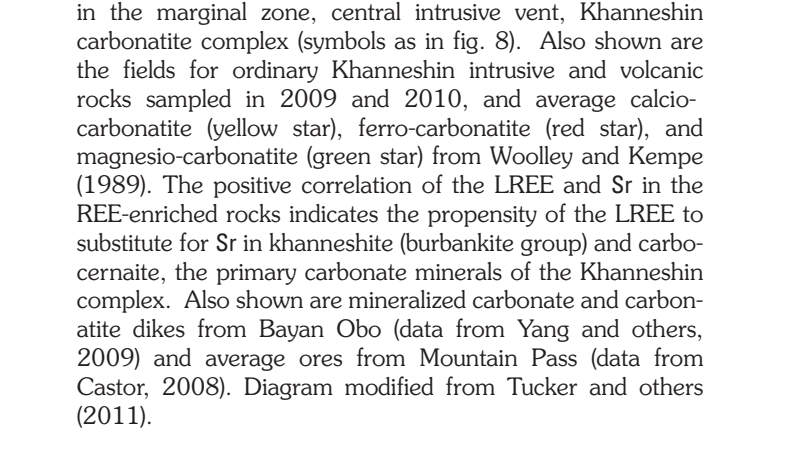 in the marginal zone, central intrusive vent, Khanneshin
carbonatite complex (symbols as in fig. 8).  Also shown are
the fields for ordinary Khanneshin intrusive and volcanic
rocks sampled in 2009 and 2010, and average calcio-
carbonatite (yellow star), ferro-carbonatite (red star), and
magnesio-carbonatite (green star) from Woolley and Kempe
(1989). The positive correlation of the LREE and Sr in the
REE-enriched rocks indicates the propensity of the LREE to
substitute for Sr in khanneshite (burbankite group) and carbo-
cernaite, the primary carbonate minerals of the Khanneshin
complex.  Also shown are mineralized carbonate and carbon-
atite dikes from Bayan Obo (data from Yang and others,
2009) and average ores from Mountain Pass (data from
Castor, 2008). Diagram modified from Tucker and others
(2011).